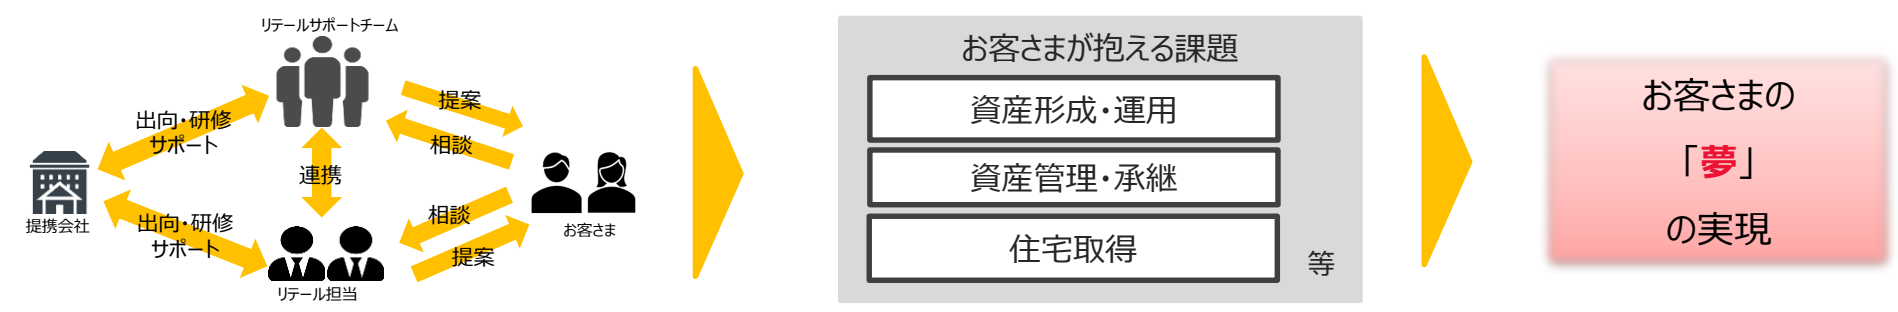 リテールサポートチーム
出向・研修
サポート
提案
相談
連携
提携会社
出向・研修
サポート
相談
提案
お客さま
リテール担当
お客さまが抱える課題
資産形成・運用
資産管理・承継
住宅取得
等
お客さまの
「夢」
の実現